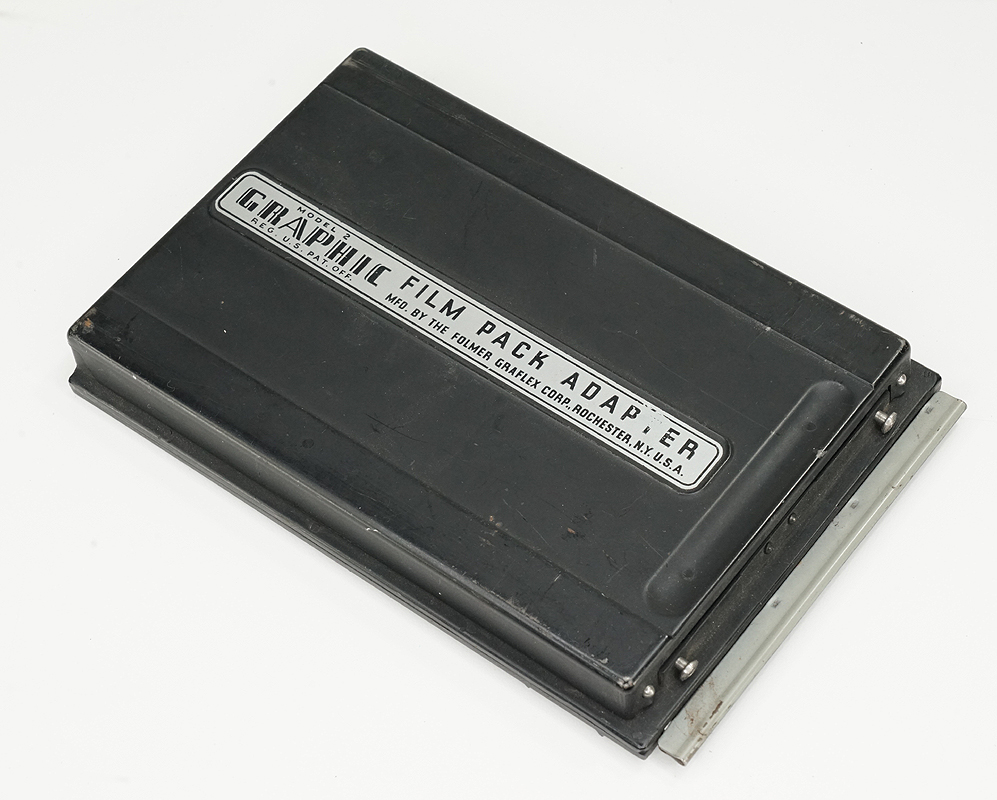 MODEL 2
GRAPHIC FILM PACK ADAPTER
REG. U.S. PAT. OFF.
MFD. BY THE FOLMER GRAFLEX CORP., ROCHESTER, N.Y. U.S.A.